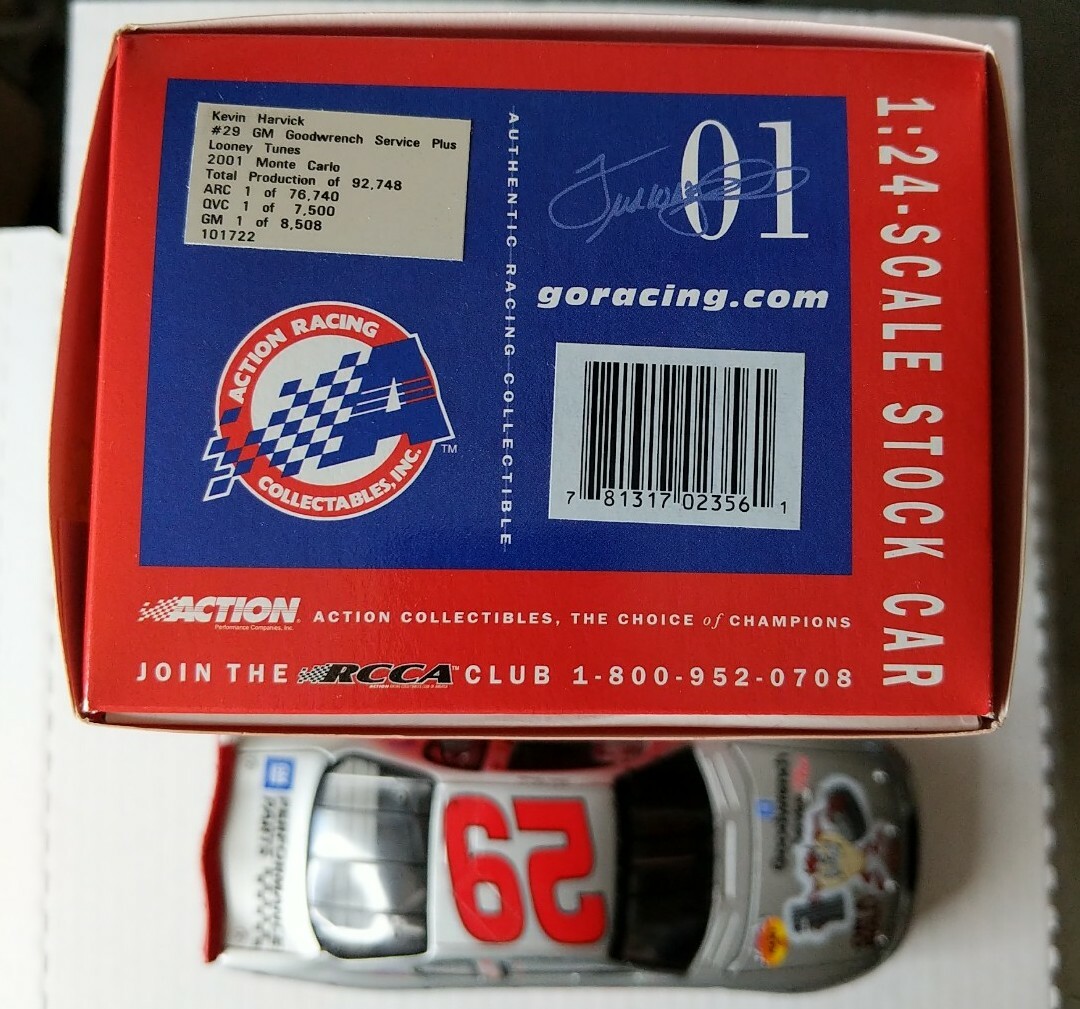 Kevin Harvick
#29 GM Goodwrench Service Plus
Looney Tunes
2001 Monte Carlo
Total Production of 92,748
ARC 1 of 76,740
QVC 1 of 7,500
GM 1 of 8,508
101722
ACTION RACING
COLLECTABLES, INC.
TM
AUTHENTIC RACING COLLECTIBLE
01
goracing.com
7 81317 02356 1
1:24-SCALE STOCK CAR
ACTION
Performance Companies, Inc.
ACTION COLLECTIBLES, THE CHOICE of CHAMPIONS
JOIN THE RCCA™ CLUB 1-800-952-0708
29
GM
PERFORMANCE
PARTS